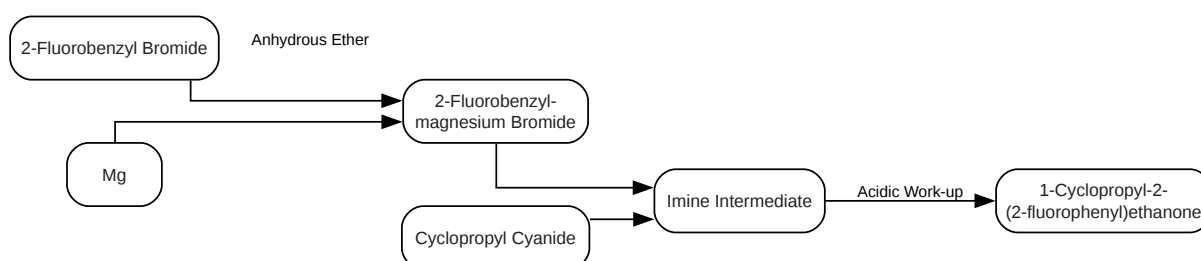 2-Fluorobenzyl Bromide
Anhydrous Ether
2-Fluorobenzyl-
magnesium Bromide
Mg
Imine Intermediate
Acidic Work-up
1-Cyclopropyl-2-
(2-fluorophenyl)ethanone
Cyclopropyl Cyanide